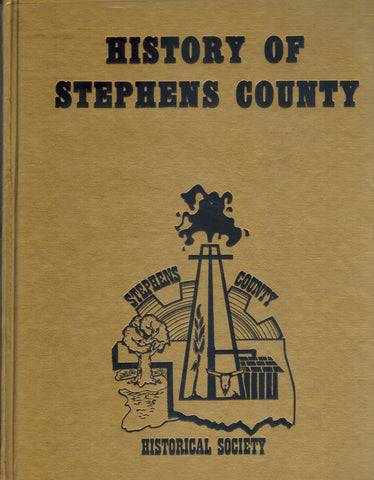 HISTORY OF
STEPHENS COUNTY
STEPHENS COUNTY
HISTORICAL SOCIETY